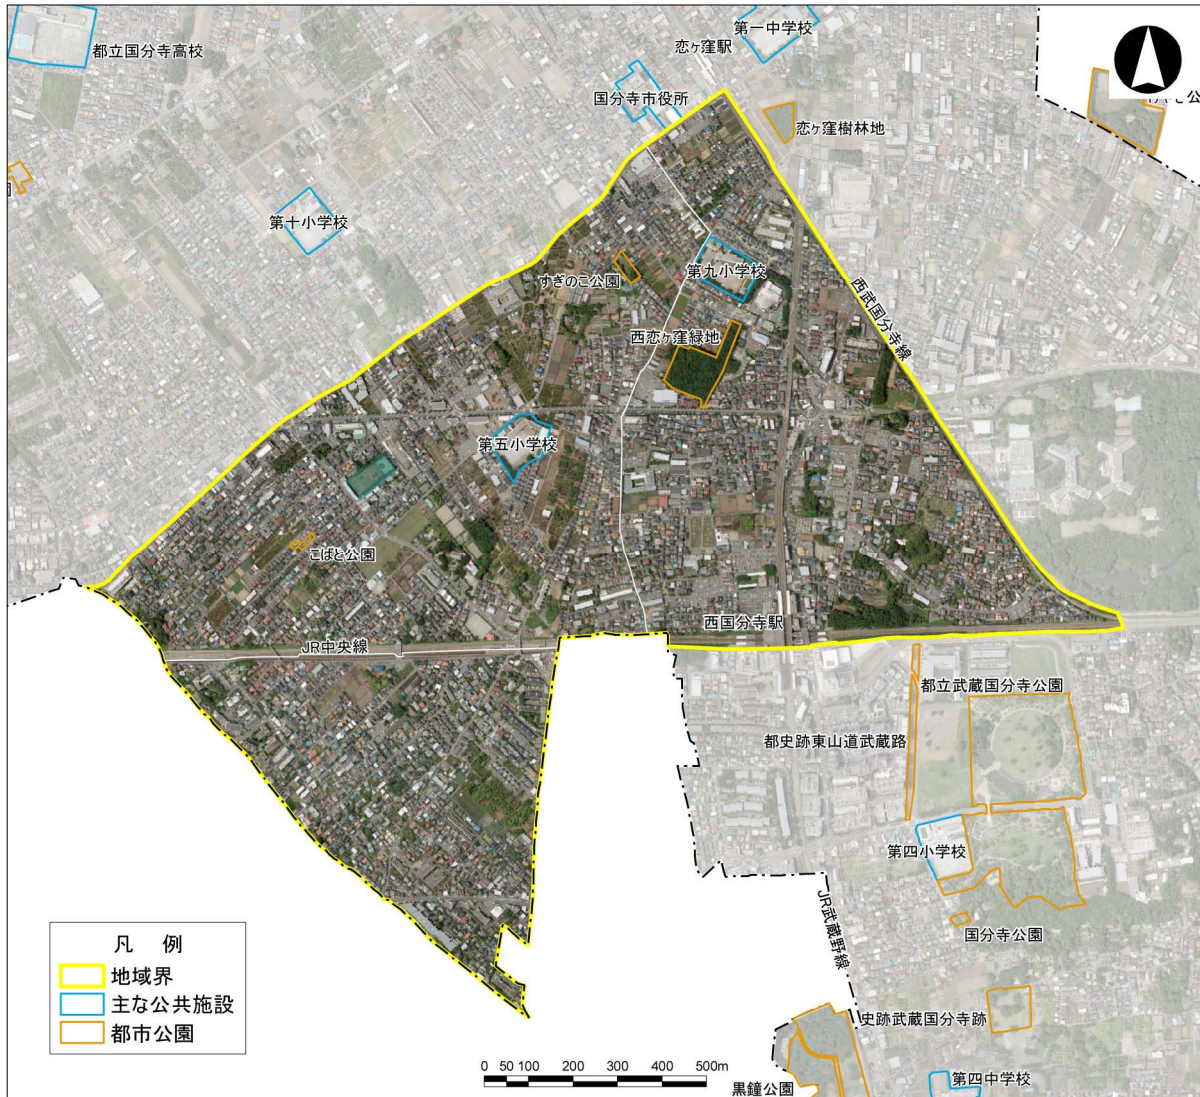 第一中学校
都立国分寺高校
恋ヶ窪駅
国分寺市役所
恋ヶ窪樹林地
第十小学校
すぎのこ公園
第九小学校
西武国分寺線
西恋ヶ窪緑地
第五小学校
こばと公園
西国分寺駅
JR中央線
都立武蔵国分寺公園
都史跡東山道武蔵路
第四小学校
JR武蔵野線
国分寺公園
史跡武蔵国分寺跡
第四中学校
黒鐘公園
凡 例
地域界
主な公共施設
都市公園
0 50 100 200 300 400 500m